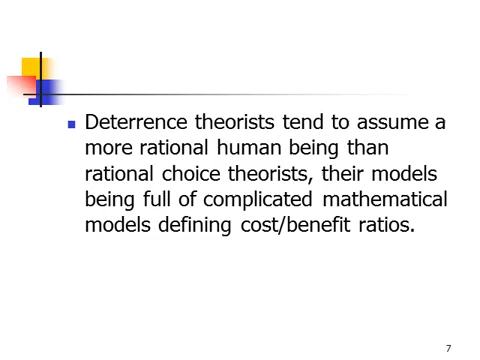 Deterrence theorists tend to assume a
more rational human being than
rational choice theorists, their models
being full of complicated mathematical
models defining cost/benefit ratios.
7